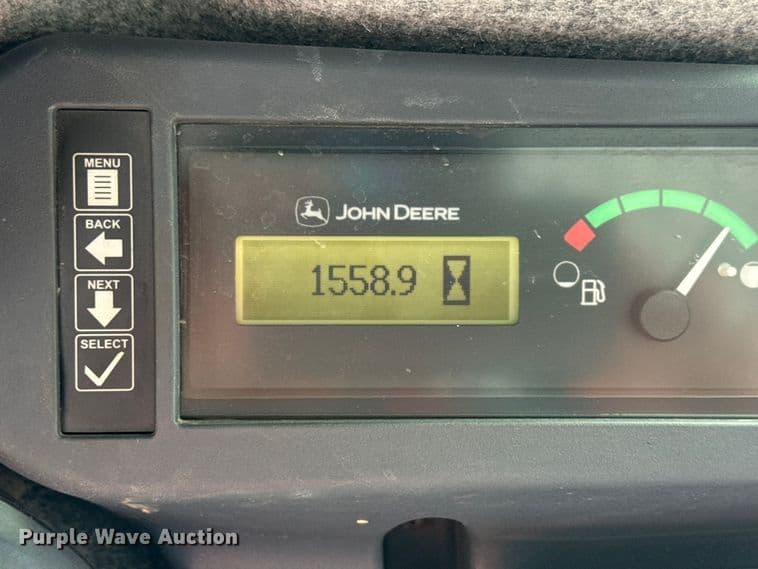 MENU
BACK
NEXT
SELECT
JOHN DEERE
1558.9
Purple Wave Auction